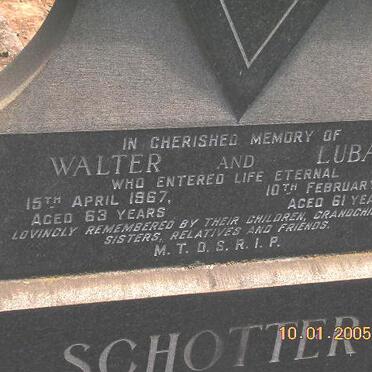 IN CHERISHED MEMORY OF
WALTER AND LUBA
WHO ENTERED LIFE ETERNAL
15TH APRIL 1967, 10TH FEBRUARY
AGED 63 YEARS AGED 61 YEA
LOVINGLY REMEMBERED BY THEIR CHILDREN, GRANDCHI
SISTERS, RELATIVES AND FRIENDS.
M. T. D. S. R. I. P.
SCHOTTER
10.01.2005